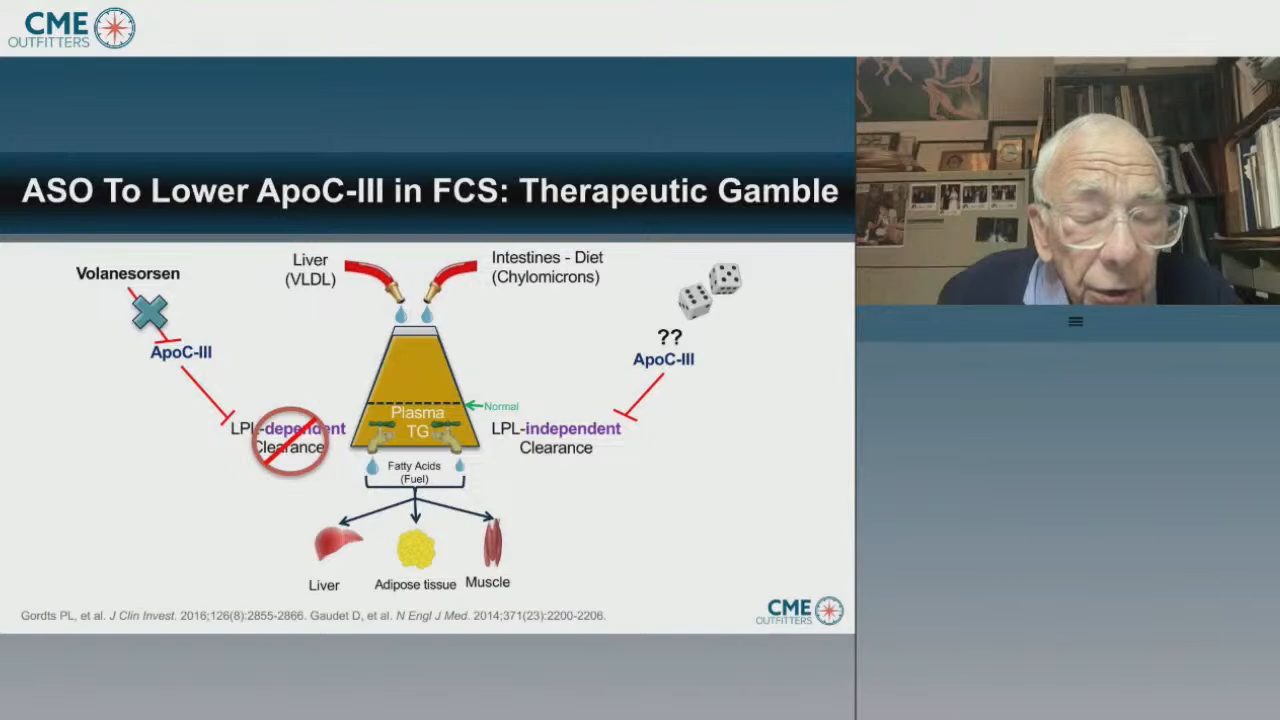 CME
OUTFITTERS
ASO To Lower ApoC-III in FCS: Therapeutic Gamble
Volanesorsen
ApoC-III
LPL-dependent
Clearance
Liver
(VLDL)
Intestines - Diet
(Chylomicrons)
Normal
Plasma
TG
Fatty Acids
(Fuel)
Liver
Adipose tissue
Muscle
??
ApoC-III
LPL-independent
Clearance
Gordts PL, et al. J Clin Invest. 2016;126(8):2855-2866. Gaudet D, et al. N Engl J Med. 2014;371(23):2200-2206.
CME
OUTFITTERS